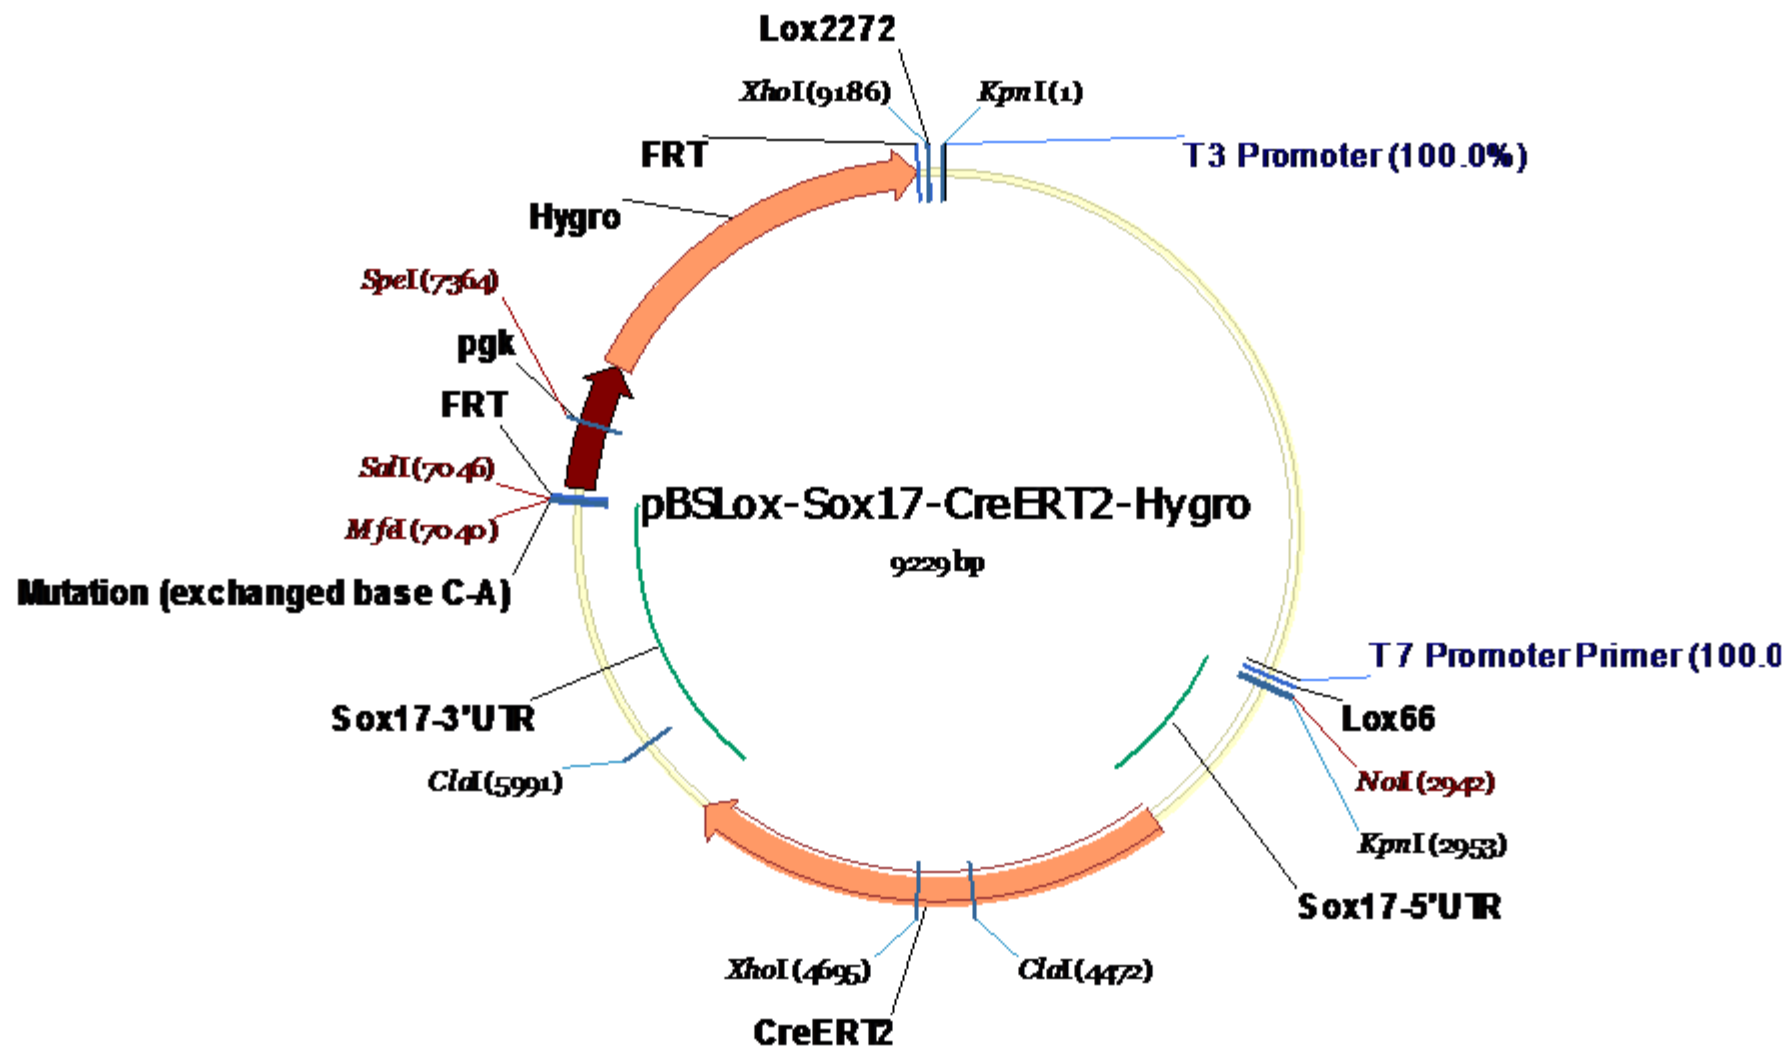 Lox2272
XhoI (9186)
KpnI (1)
FRT
T3 Promoter (100.0%)
Hygro
SpeI (7364)
pgk
FRT
SalI (7046)
pBSLox-Sox17-CreERT2-Hygro
MfeI (7040)
9229 bp
Mutation (exchanged base C-A)
T7 Promoter Primer (100.0
Sox17-3'UTR
Lox66
ClaI (5991)
NotI (2942)
KpnI (2953)
Sox17-5'UTR
XhoI (4695)
ClaI (4472)
CreERT2